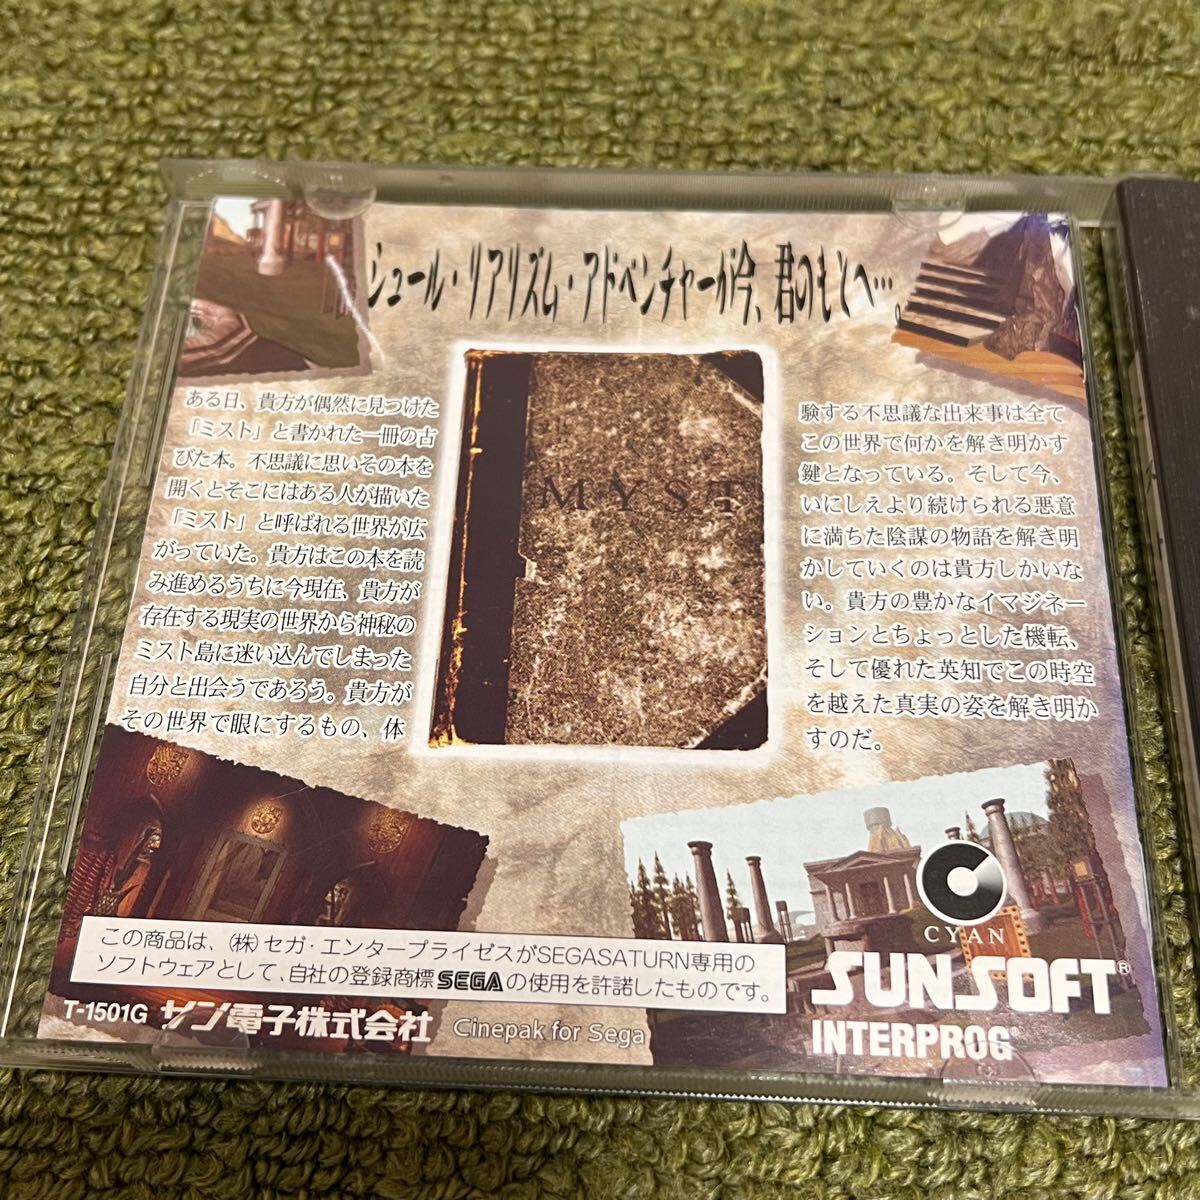 シュール・リアリズム・アドベンチャーが今、君のもとへ…。
ある日、貴方が偶然に見つけた
「ミスト」と書かれた一冊の古
びた本。不思議に思いその本を
開くとそこにはある人が描いた
「ミスト」と呼ばれる世界が広
がっていた。貴方はこの本を読
み進めるうちに今現在、貴方が
存在する現実の世界から神秘の
ミスト島に迷い込んでしまった
自分と出会うであろう。貴方が
その世界で眼にするもの、体
MYST
験する不思議な出来事は全て
この世界で何かを解き明かす
鍵となっている。そして今、
いにしえより続けられる悪意
に満ちた陰謀の物語を解き明
かしていくのは貴方しかいな
い。貴方の豊かなイマジネー
ションとちょっとした機転、
そして優れた英知でこの時空
を越えた真実の姿を解き明か
すのだ。
この商品は、(株)セガ・エンタープライゼスがSEGASATURN専用の
ソフトウェアとして、自社の登録商標SEGAの使用を許諾したものです。
T-1501G サン電子株式会社 Cinepak for Sega
CYAN
SUNSOFT®
INTERPROG®